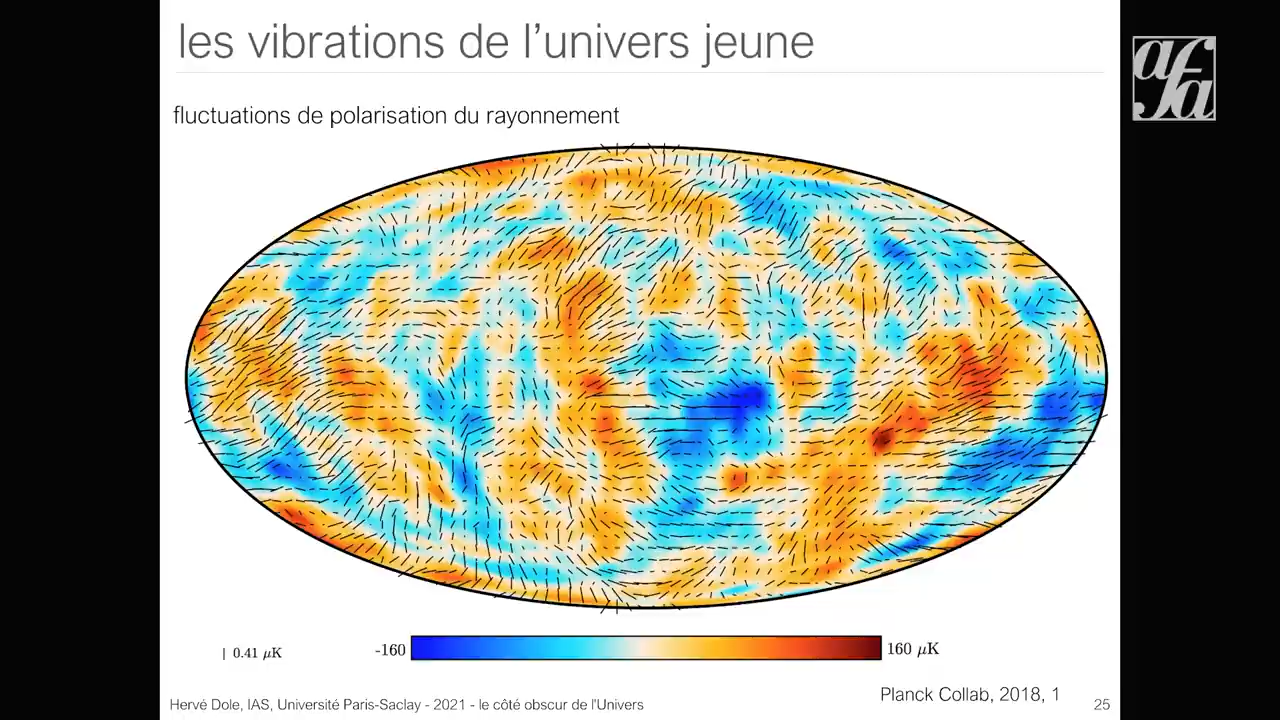 les vibrations de l'univers jeune
afa
fluctuations de polarisation du rayonnement
| 0.41 μK
-160
160 μK
Planck Collab, 2018, 1
Hervé Dole, IAS, Université Paris-Saclay - 2021 - le côté obscur de l'Univers
25